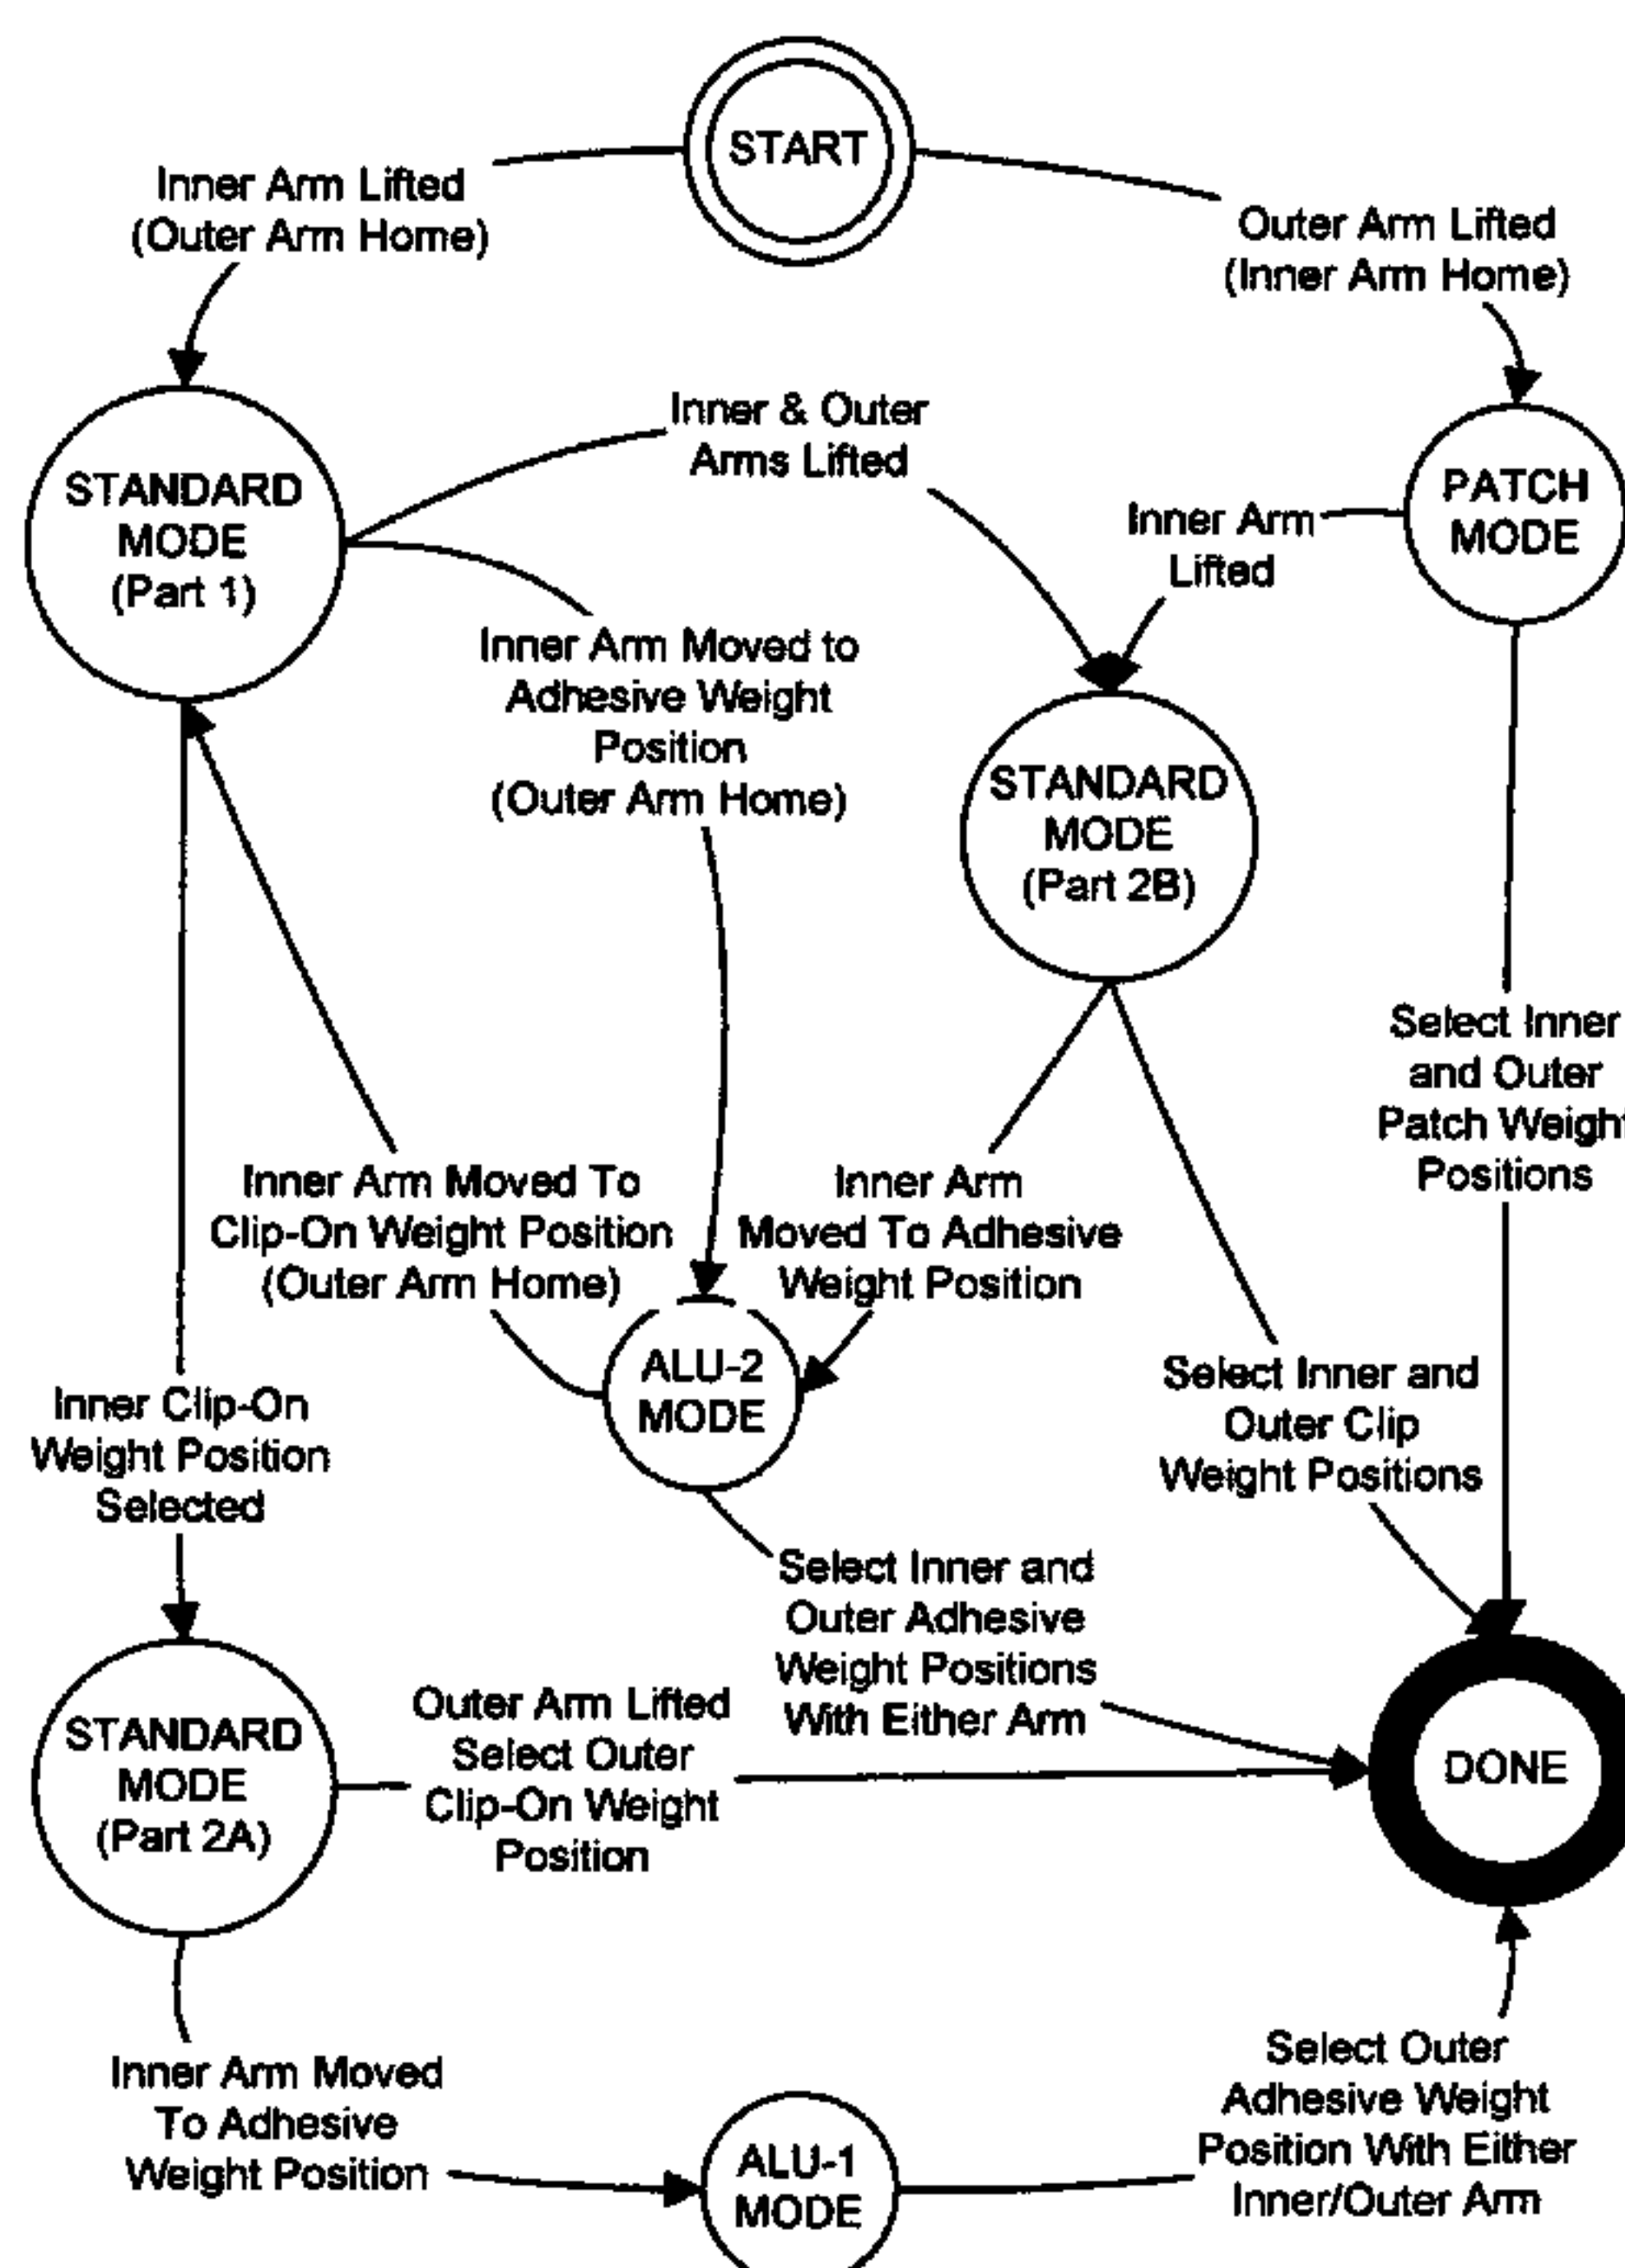 START
Inner Arm Lifted
(Outer Arm Home)
Outer Arm Lifted
(Inner Arm Home)
Inner & Outer
Arms Lifted
STANDARD
MODE
(Part 1)
PATCH
MODE
Inner Arm
Lifted
Inner Arm Moved to
Adhesive Weight
Position
(Outer Arm Home)
STANDARD
MODE
(Part 2B)
Select Inner
and Outer
Patch Weight
Positions
Inner Arm Moved To
Clip-On Weight Position
(Outer Arm Home)
Inner Arm
Moved To Adhesive
Weight Position
ALU-2
MODE
Select Inner and
Outer Clip
Weight Positions
Inner Clip-On
Weight Position
Selected
Select Inner and
Outer Adhesive
Weight Positions
With Either Arm
STANDARD
MODE
(Part 2A)
Outer Arm Lifted
Select Outer
Clip-On Weight
Position
DONE
Inner Arm Moved
To Adhesive
Weight Position
ALU-1
MODE
Select Outer
Adhesive Weight
Position With Either
Inner/Outer Arm